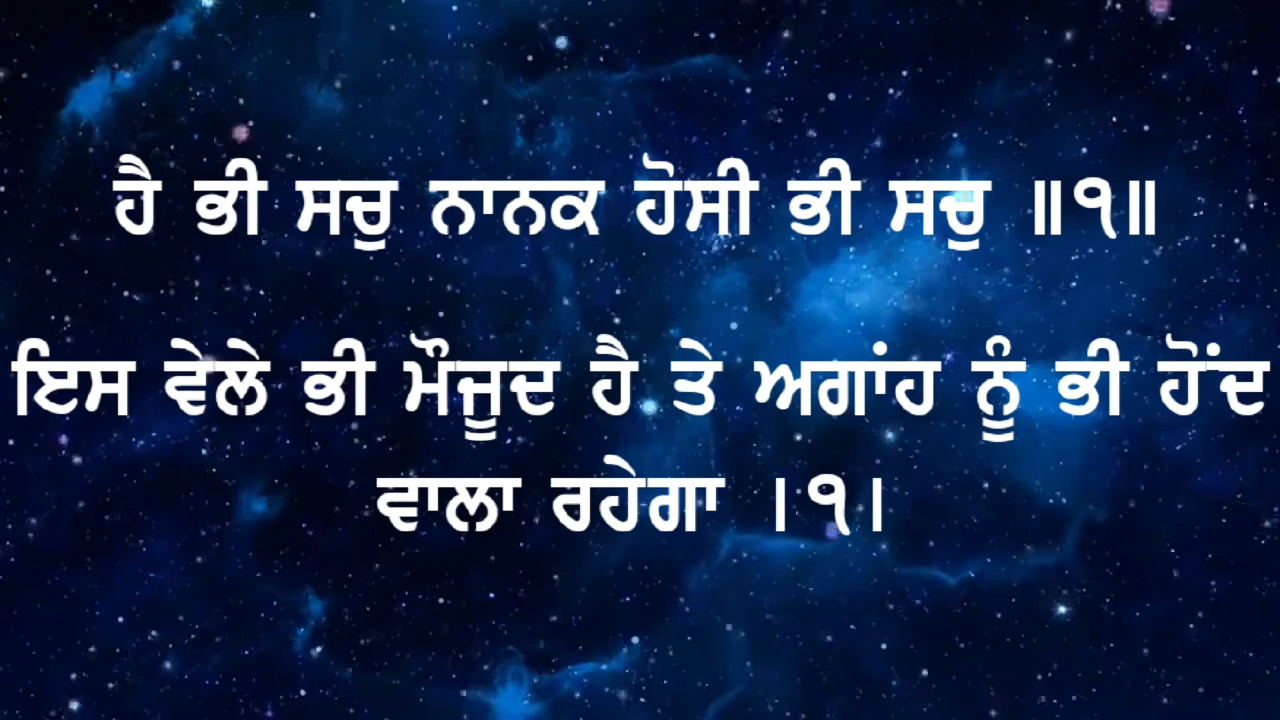 ਹੈ ਭੀ ਸਚੁ ਨਾਨਕ ਹੋਸੀ ਭੀ ਸਚੁ ॥੧॥
ਇਸ ਵੇਲੇ ਭੀ ਮੌਜੂਦ ਹੈ ਤੇ ਅਗਾਂਹ ਨੂੰ ਭੀ ਹੋਂਦ
ਵਾਲਾ ਰਹੇਗਾ ।੧।